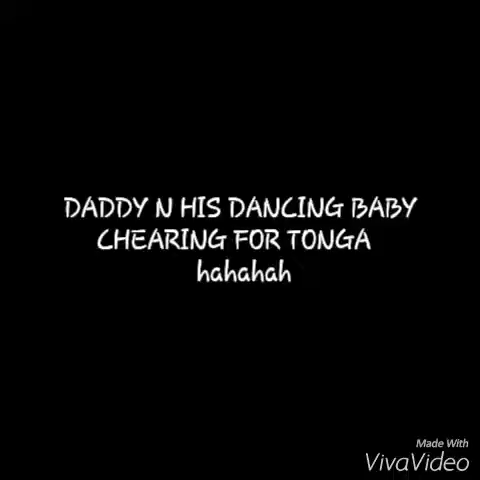 DADDY N HIS DANCING BABY
CHEARING FOR TONGA
hahahah
Made With
VivaVideo